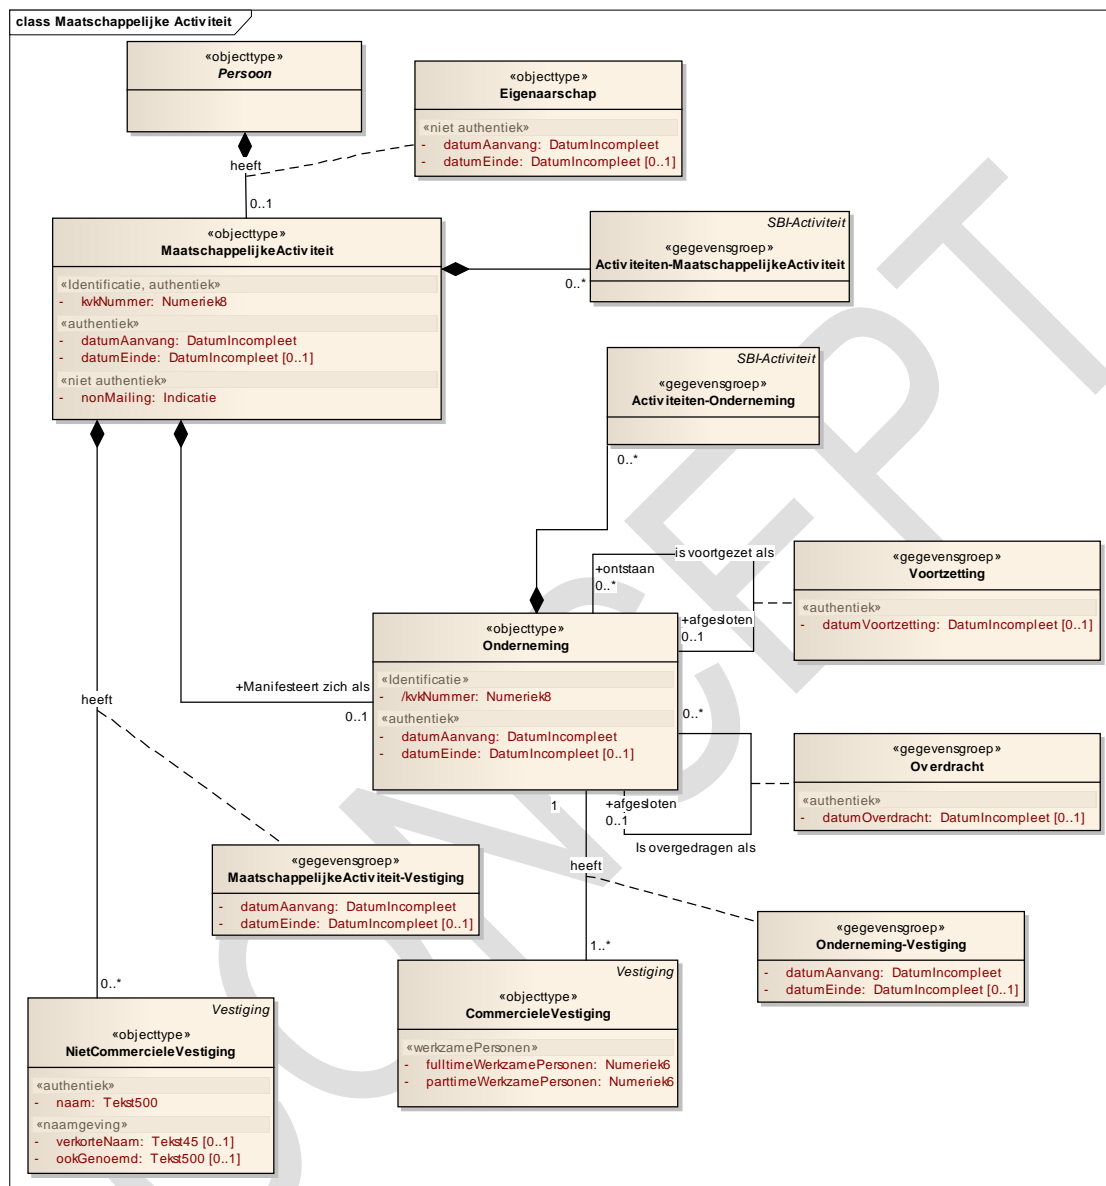 class Maatschappelijke Activiteit
«objecttype»
Persoon
«objecttype»
Eigenaarschap
«niet authentiek»
- datumAanvang: DatumIncompleet
- datumEinde: DatumIncompleet [0..1]
heeft
0..1
«objecttype»
MaatschappelijkeActiviteit
«Identificatie, authentiek»
- kvkNummer: Numeriek8
«authentiek»
- datumAanvang: DatumIncompleet
- datumEinde: DatumIncompleet [0..1]
«niet authentiek»
- nonMailing: Indicatie
SBI-Activiteit
«gegevensgroep»
Activiteiten-MaatschappelijkeActiviteit
0..*
SBI-Activiteit
«gegevensgroep»
Activiteiten-Onderneming
0..*
is voortgezet als
+ontstaan
0..*
+afgesloten
0..1
«gegevensgroep»
Voortzetting
«authentiek»
- datumVoortzetting: DatumIncompleet [0..1]
«objecttype»
Onderneming
«Identificatie»
- /kvkNummer: Numeriek8
«authentiek»
- datumAanvang: DatumIncompleet
- datumEinde: DatumIncompleet [0..1]
+Manifesteert zich als
0..1
heeft
0..*
«gegevensgroep»
Overdracht
«authentiek»
- datumOverdracht: DatumIncompleet [0..1]
1
+afgesloten
0..1
Is overgedragen als
heeft
«gegevensgroep»
MaatschappelijkeActiviteit-Vestiging
- datumAanvang: DatumIncompleet
- datumEinde: DatumIncompleet [0..1]
«gegevensgroep»
Onderneming-Vestiging
- datumAanvang: DatumIncompleet
- datumEinde: DatumIncompleet [0..1]
1..*
0..*
Vestiging
«objecttype»
CommercieleVestiging
«werkzamePersonen»
- fulltimeWerkzamePersonen: Numeriek6
- parttimeWerkzamePersonen: Numeriek6
Vestiging
«objecttype»
NietCommercieleVestiging
«authentiek»
- naam: Tekst500
«naamgeving»
- verkorteNaam: Tekst45 [0..1]
- ookGenoemd: Tekst500 [0..1]
CONCEPT